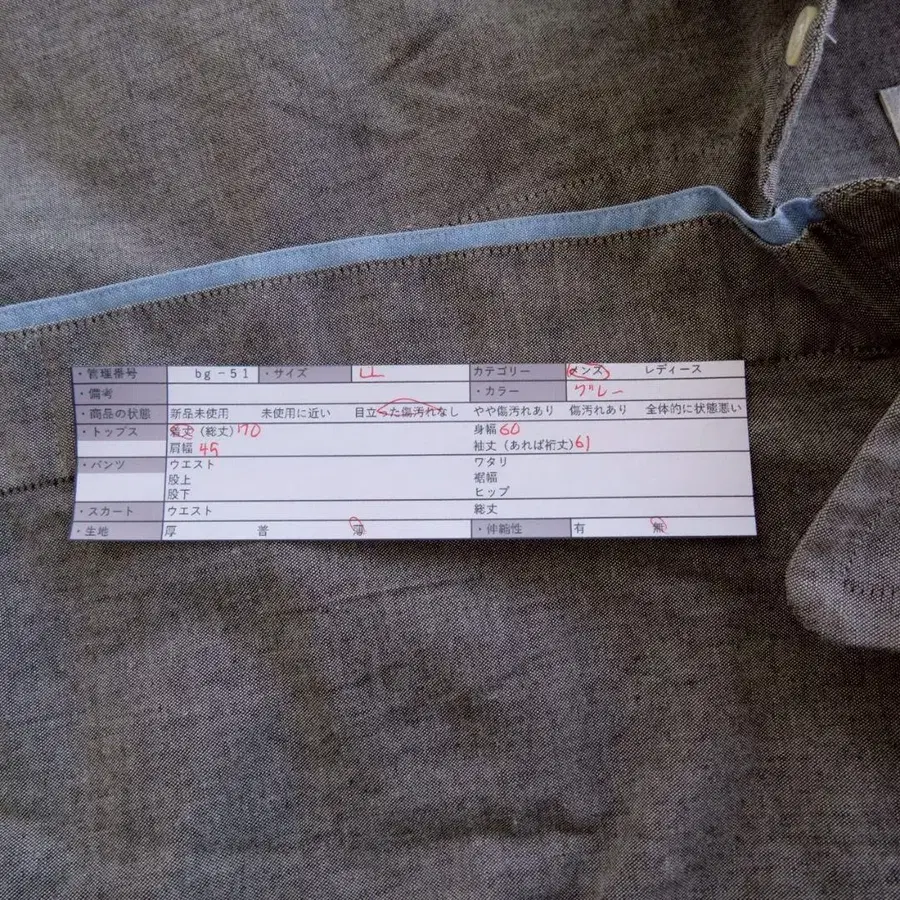 ・管理番号 bg－51 ・サイズ LL カテゴリー メンズ レディース
・備考 ・カラー グレー
・商品の状態 新品未使用 未使用に近い 目立った傷汚れなし やや傷汚れあり 傷汚れあり 全体的に状態悪い
・トップス 着丈（総丈）70 身幅 60
肩幅 45 袖丈（あれば裄丈）61
・パンツ ウエスト ワタリ
股上 裾幅
股下 ヒップ
・スカート ウエスト 総丈
・生地 厚 普 薄 ・伸縮性 有 無